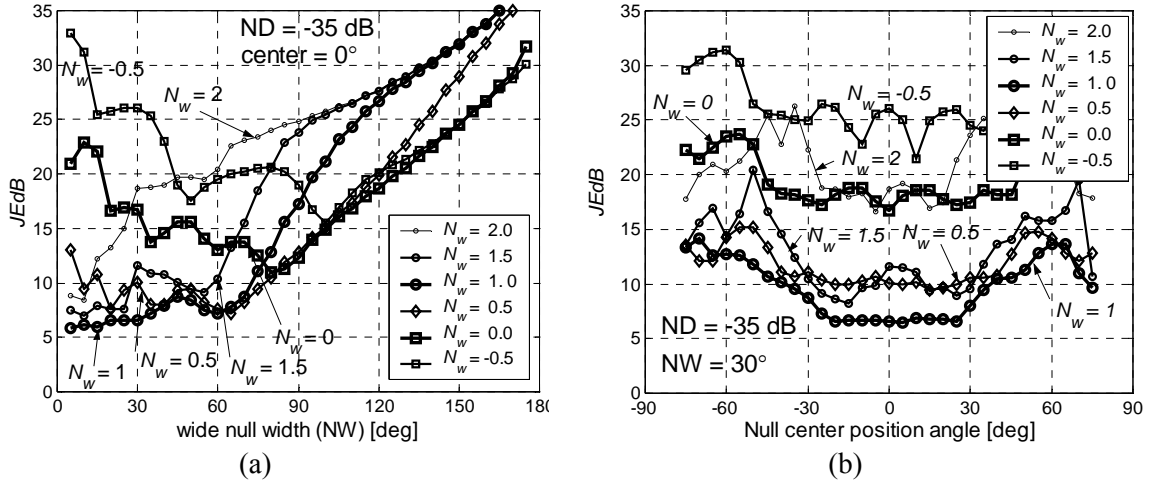 35
30
25
20
15
10
5
0
JEdB
0
30
60
90
120
150
180
wide null width (NW) [deg]
ND = -35 dB
center = 0°
N_w = -0.5
N_w = 2
N_w = 1
N_w = 0.5
N_w = 1.5
N_w = 0
N_w = 2.0
N_w = 1.5
N_w = 1.0
N_w = 0.5
N_w = 0.0
N_w = -0.5
(a)
35
30
25
20
15
10
5
0
JEdB
-90
-60
-30
0
30
60
90
Null center position angle [deg]
N_w = 0
N_w = -0.5
N_w = 2
N_w = 1.5
N_w = 0.5
N_w = 1
ND = -35 dB
NW = 30°
N_w = 2.0
N_w = 1.5
N_w = 1.0
N_w = 0.5
N_w = 0.0
N_w = -0.5
(b)